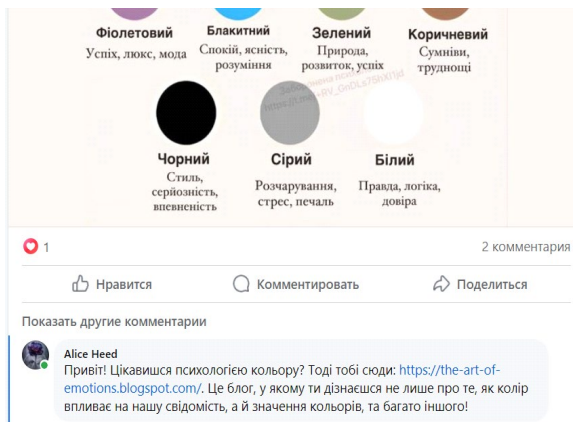 Фіолетовий Блакитний Зелений Коричневий
Успіх, люкс, мода Спокій, ясність, Природа, Сумніви,
розуміння розвиток, успіх труднощі
Чорний Сірий Білий
Стиль, Розчарування, Правда, логіка,
серйозність, стрес, печаль довіра
впевненість
1 2 комментария
Нравится Комментировать Поделиться
Показать другие комментарии
Alice Heed
Привіт! Цікавишся психологією кольору? Тоді тобі сюди: https://the-art-of-
emotions.blogspot.com/. Це блог, у якому ти дізнаєшся не лише про те, як колір
впливає на нашу свідомість, а й значення кольорів, та багато іншого!